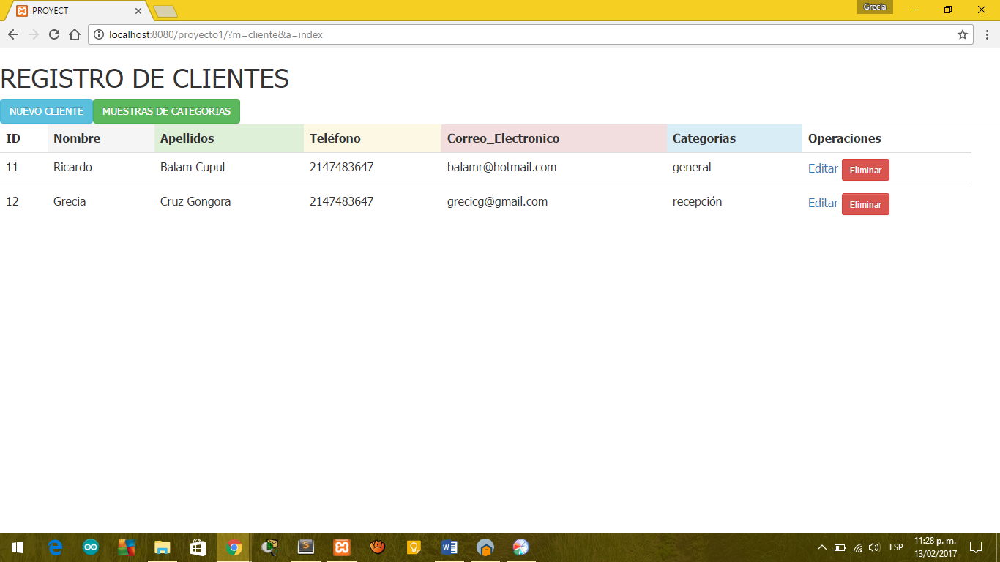 PROYECT
Grecia
localhost:8080/proyecto1/?m=cliente&a=index
REGISTRO DE CLIENTES
NUEVO CLIENTE MUESTRAS DE CATEGORIAS
ID Nombre Apellidos Teléfono Correo_Electronico Categorias Operaciones
11 Ricardo Balam Cupul 2147483647 balamr@hotmail.com general Editar Eliminar
12 Grecia Cruz Gongora 2147483647 grecicg@gmail.com recepción Editar Eliminar
ESP
11:28 p. m.
13/02/2017